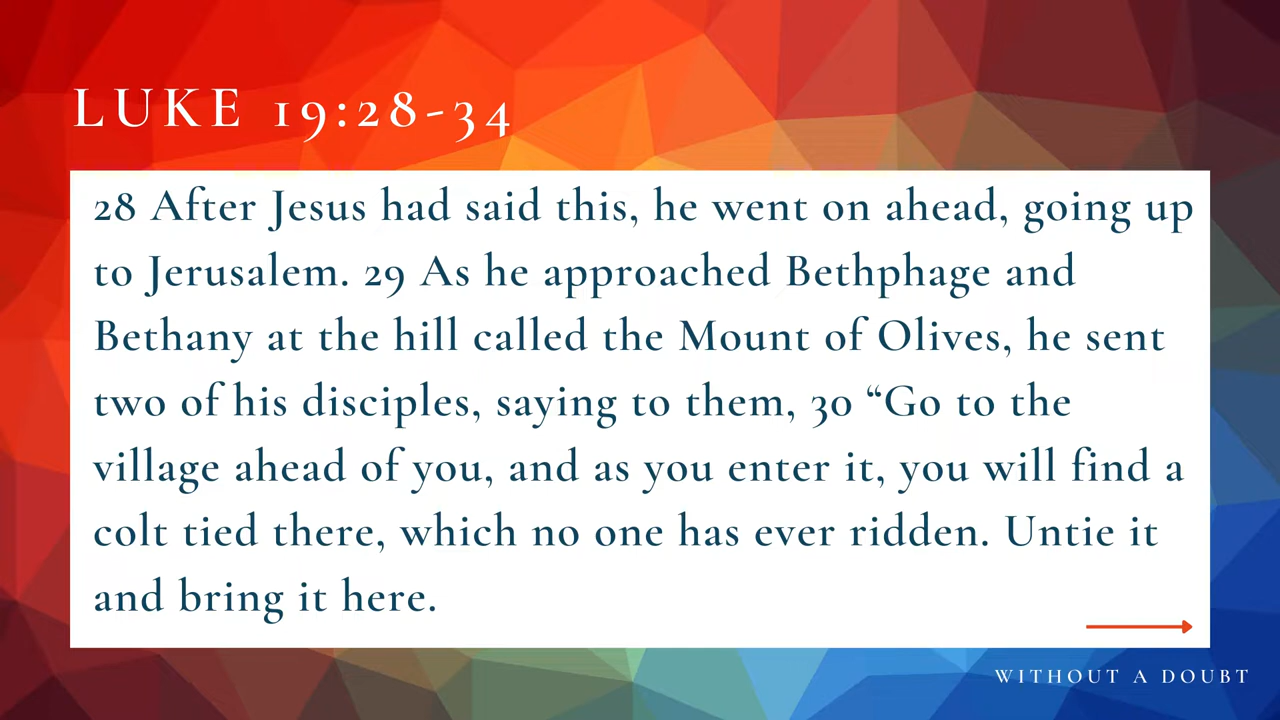 LUKE 19:28-34
28 After Jesus had said this, he went on ahead, going up
to Jerusalem. 29 As he approached Bethphage and
Bethany at the hill called the Mount of Olives, he sent
two of his disciples, saying to them, 30 “Go to the
village ahead of you, and as you enter it, you will find a
colt tied there, which no one has ever ridden. Untie it
and bring it here.
WITHOUT A DOUBT